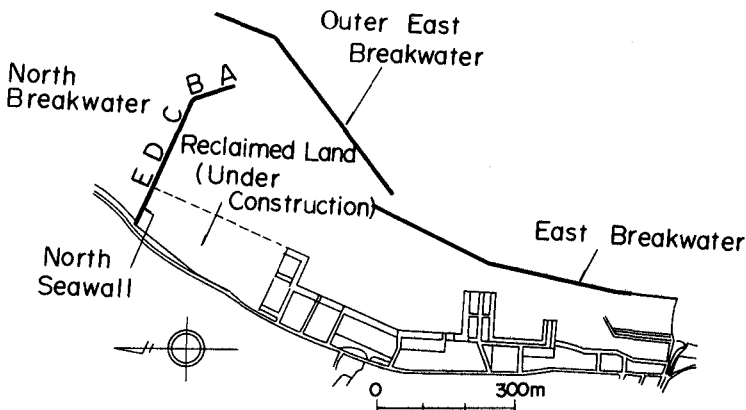 Outer East
Breakwater
North
Breakwater
A
B
C
D
E
Reclaimed Land
(Under
Construction)
East Breakwater
North
Seawall
0 300m